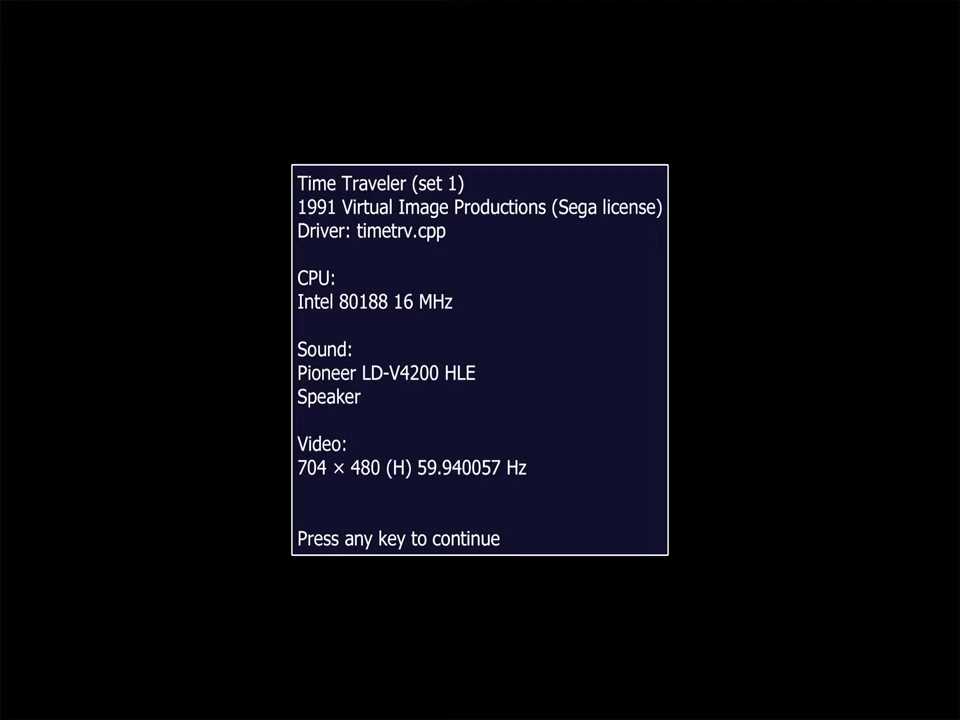 Time Traveler (set 1)
1991 Virtual Image Productions (Sega license)
Driver: timetrv.cpp
CPU:
Intel 80188 16 MHz
Sound:
Pioneer LD-V4200 HLE
Speaker
Video:
704 × 480 (H) 59.940057 Hz
Press any key to continue